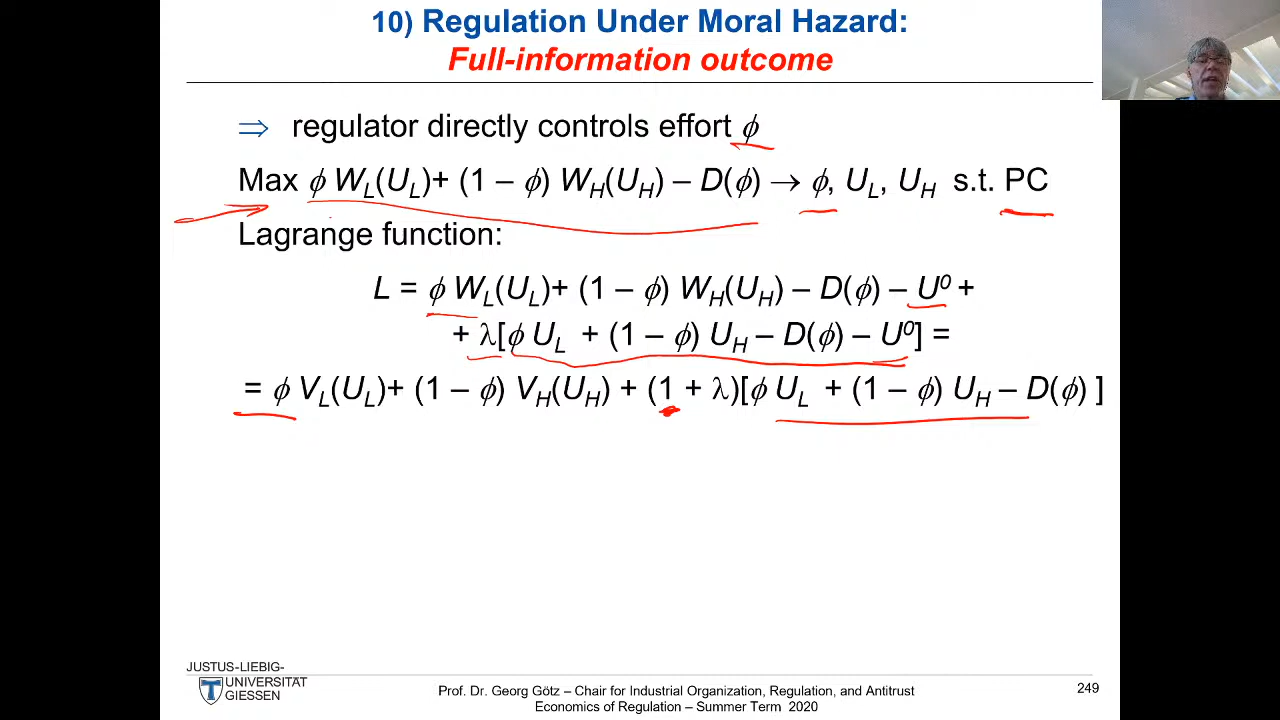 10) Regulation Under Moral Hazard:
Full-information outcome
⇒ regulator directly controls effort ϕ
Max ϕ W_L(U_L)+ (1 – ϕ) W_H(U_H) – D(ϕ) → ϕ, U_L, U_H s.t. PC
Lagrange function:
L = ϕ W_L(U_L)+ (1 – ϕ) W_H(U_H) – D(ϕ) – U⁰ +
+ λ[ϕ U_L + (1 – ϕ) U_H – D(ϕ) – U⁰] =
= ϕ V_L(U_L)+ (1 – ϕ) V_H(U_H) + (1 + λ)[ϕ U_L + (1 – ϕ) U_H – D(ϕ) ]
JUSTUS-LIEBIG-
UNIVERSITÄT
GIESSEN
Prof. Dr. Georg Götz – Chair for Industrial Organization, Regulation, and Antitrust
Economics of Regulation – Summer Term 2020
249